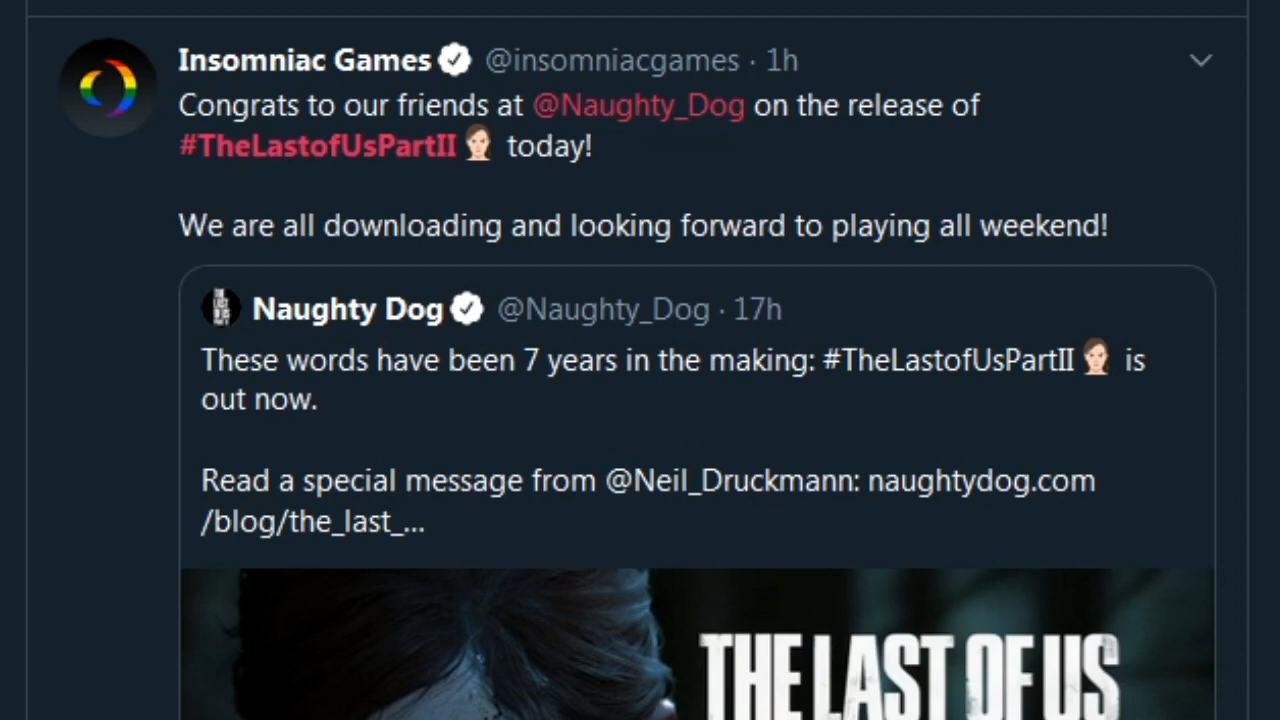 Insomniac Games @insomniacgames · 1h
Congrats to our friends at @Naughty_Dog on the release of
#TheLastofUsPartII today!
We are all downloading and looking forward to playing all weekend!
Naughty Dog @Naughty_Dog · 17h
These words have been 7 years in the making: #TheLastofUsPartII is
out now.
Read a special message from @Neil_Druckmann: naughtydog.com
/blog/the_last_...
THE LAST OF US